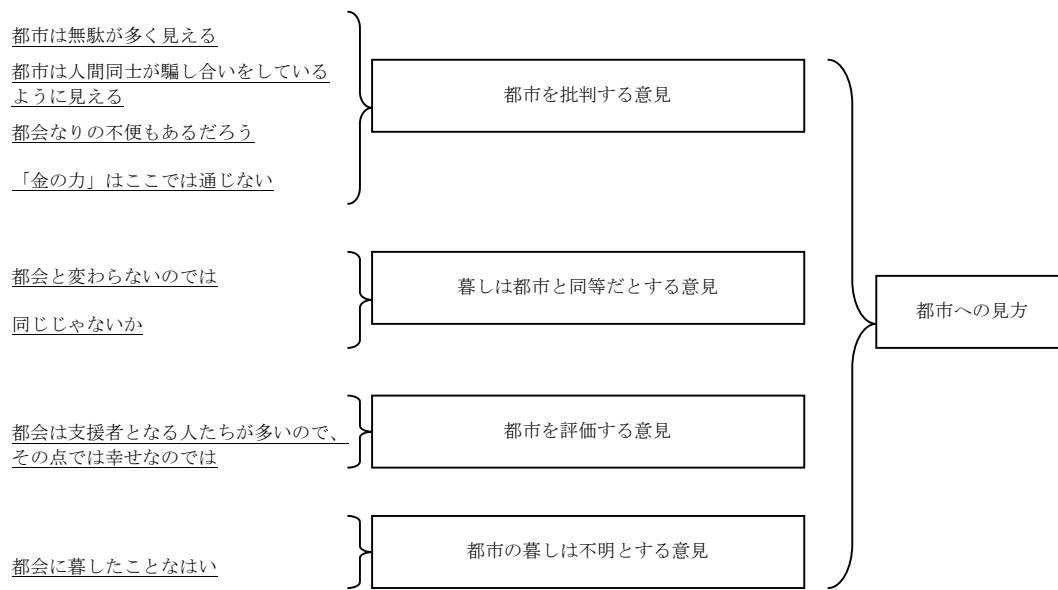 都市は無駄が多く見える
都市は人間同士が騙し合いをしている
ように見える
都会なりの不便もあるだろう
「金の力」はここでは通じない
都市を批判する意見
都会と変わらないのでは
同じじゃないか
暮しは都市と同等だとする意見
都会は支援者となる人たちが多いので、
その点では幸せなのでは
都市を評価する意見
都会に暮したことなはい
都市の暮しは不明とする意見
都市への見方